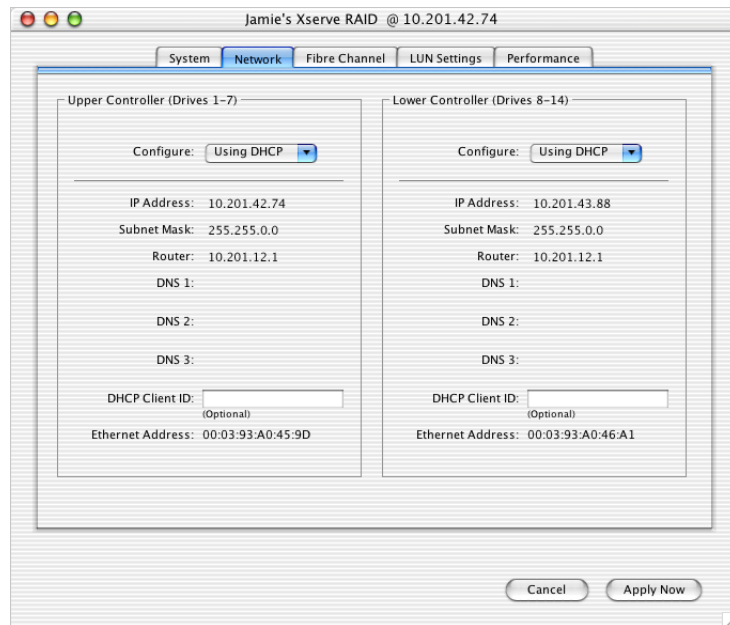 Jamie's Xserve RAID @ 10.201.42.74
System Network Fibre Channel LUN Settings Performance
Upper Controller (Drives 1-7)
Configure: Using DHCP
IP Address: 10.201.42.74
Subnet Mask: 255.255.0.0
Router: 10.201.12.1
DNS 1:
DNS 2:
DNS 3:
DHCP Client ID:
(Optional)
Ethernet Address: 00:03:93:A0:45:9D
Lower Controller (Drives 8-14)
Configure: Using DHCP
IP Address: 10.201.43.88
Subnet Mask: 255.255.0.0
Router: 10.201.12.1
DNS 1:
DNS 2:
DNS 3:
DHCP Client ID:
(Optional)
Ethernet Address: 00:03:93:A0:46:A1
Cancel Apply Now